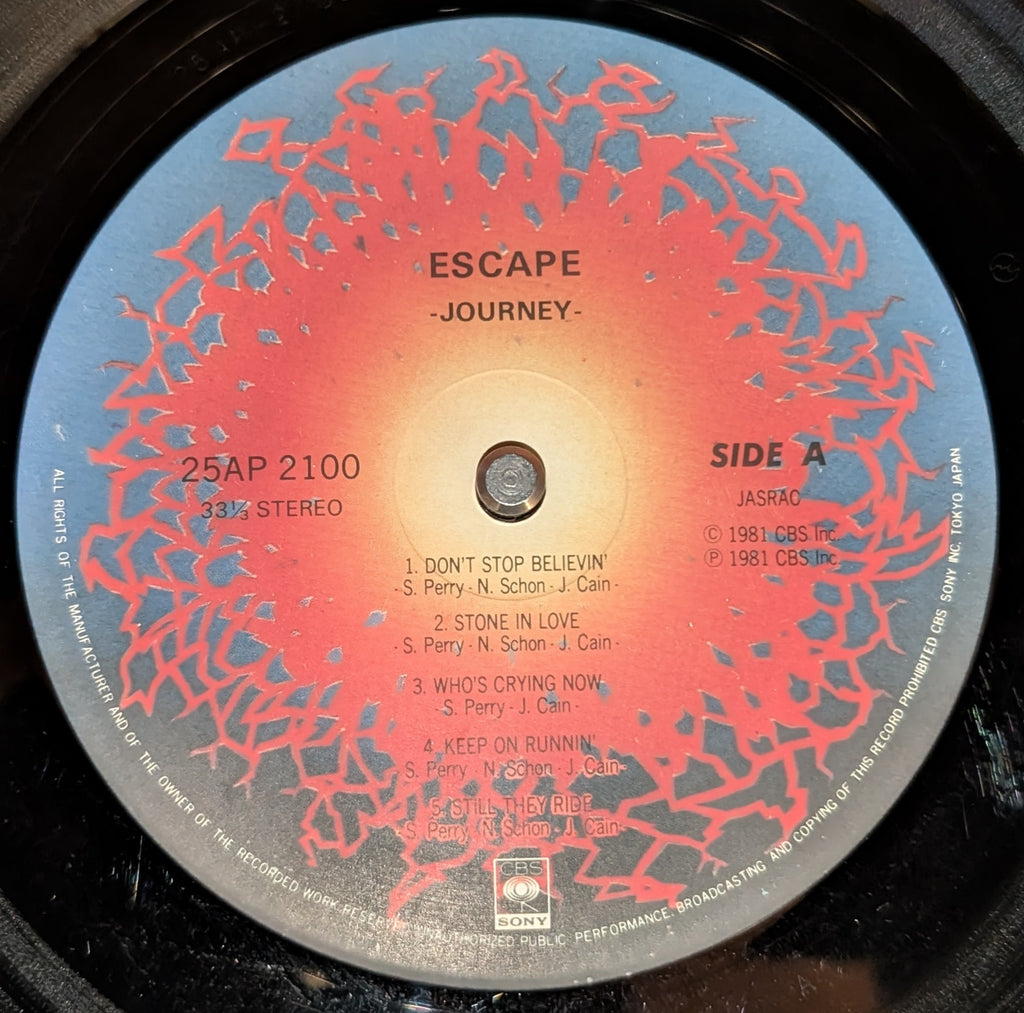 ESCAPE
-JOURNEY-
25AP 2100
33⅓ STEREO
SIDE A
JASRAC
Ⓒ 1981 CBS Inc.
Ⓟ 1981 CBS Inc.
1. DON'T STOP BELIEVIN'
- S. Perry - N. Schon - J. Cain -
2. STONE IN LOVE
- S. Perry - N. Schon - J. Cain -
3. WHO'S CRYING NOW
- S. Perry - J. Cain -
4. KEEP ON RUNNIN'
S. Perry - N. Schon - J. Cain -
5. STILL THEY RIDE
- S. Perry - N. Schon - J. Cain -
CBS
SONY
ALL RIGHTS OF THE MANUFACTURER AND OF THE OWNER OF THE RECORDED WORK RESERVED. UNAUTHORIZED PUBLIC PERFORMANCE, BROADCASTING AND COPYING OF THIS RECORD PROHIBITED CBS SONY INC. TOKYO JAPAN